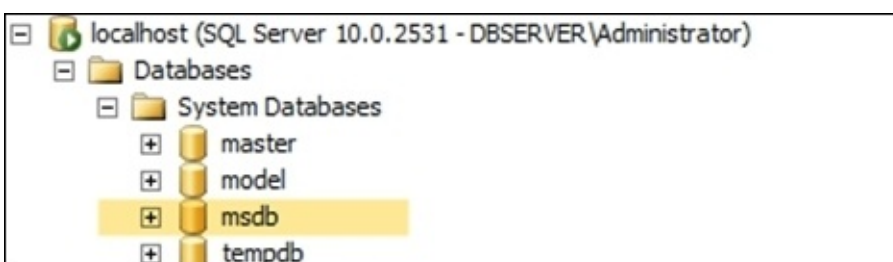 localhost (SQL Server 10.0.2531 - DBSERVER\Administrator)
Databases
System Databases
master
model
msdb
tempdb